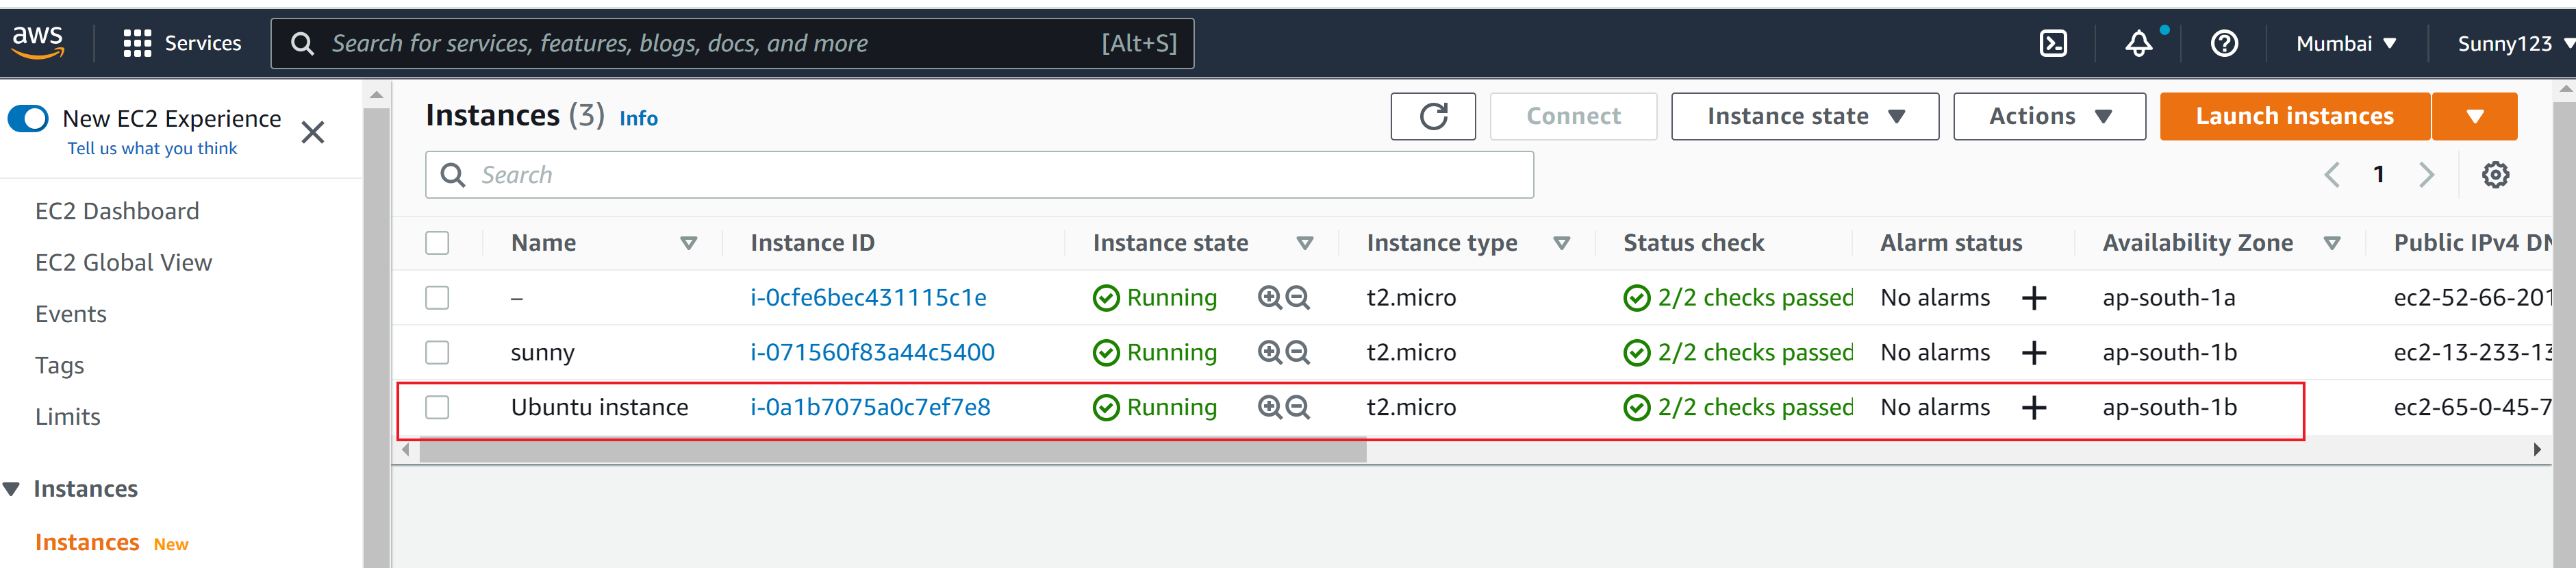 aws Services Search for services, features, blogs, docs, and more [Alt+S] Mumbai Sunny123
New EC2 Experience
Tell us what you think
EC2 Dashboard
EC2 Global View
Events
Tags
Limits
Instances
Instances New
Instances (3) Info Connect Instance state Actions Launch instances
Search 1
Name Instance ID Instance state Instance type Status check Alarm status Availability Zone Public IPv4
– i-0cfe6bec431115c1e Running t2.micro 2/2 checks passed No alarms ap-south-1a ec2-52-66-201
sunny i-071560f83a44c5400 Running t2.micro 2/2 checks passed No alarms ap-south-1b ec2-13-233-13
Ubuntu instance i-0a1b7075a0c7ef7e8 Running t2.micro 2/2 checks passed No alarms ap-south-1b ec2-65-0-45-7